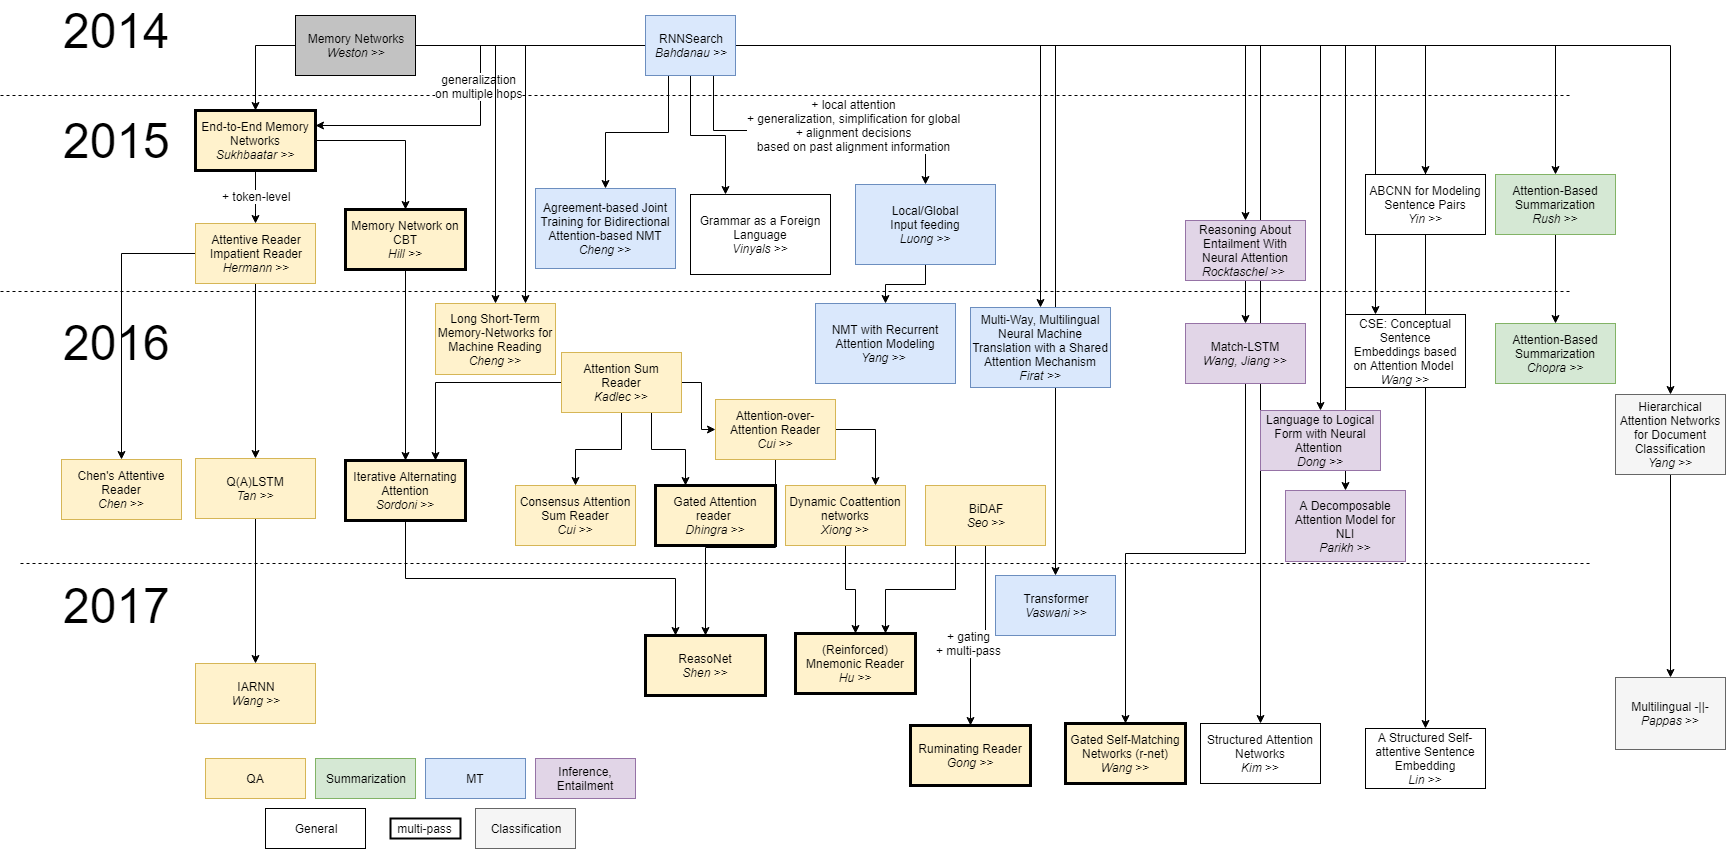 2014
Memory Networks
Weston >>
RNNSearch
Bahdanau >>
generalization
on multiple hops
2015
End-to-End Memory
Networks
Sukhbaatar >>
+ local attention
+ generalization, simplification for global
+ alignment decisions
based on past alignment information
+ token-level
Attentive Reader
Impatient Reader
Hermann >>
Memory Network on
CBT
Hill >>
Agreement-based Joint
Training for Bidirectional
Attention-based NMT
Cheng >>
Grammar as a Foreign
Language
Vinyals >>
Local/Global
Input feeding
Luong >>
Reasoning About
Entailment With
Neural Attention
Rocktaschel >>
ABCNN for Modeling
Sentence Pairs
Yin >>
Attention-Based
Summarization
Rush >>
2016
Long Short-Term
Memory-Networks for
Machine Reading
Cheng >>
NMT with Recurrent
Attention Modeling
Yang >>
Multi-Way, Multilingual
Neural Machine
Translation with a Shared
Attention Mechanism
Firat >>
Match-LSTM
Wang, Jiang >>
CSE: Conceptual
Sentence
Embeddings based
on Attention Model
Wang >>
Attention-Based
Summarization
Chopra >>
Attention Sum
Reader
Kadlec >>
Attention-over-
Attention Reader
Cui >>
Language to Logical
Form with Neural
Attention
Dong >>
Hierarchical
Attention Networks
for Document
Classification
Yang >>
Chen's Attentive
Reader
Chen >>
Q(A)LSTM
Tan >>
Iterative Alternating
Attention
Sordoni >>
Consensus Attention
Sum Reader
Cui >>
Gated Attention
reader
Dhingra >>
Dynamic Coattention
networks
Xiong >>
BiDAF
Seo >>
A Decomposable
Attention Model for
NLI
Parikh >>
2017
Transformer
Vaswani >>
+ gating
+ multi-pass
IARNN
Wang >>
ReasoNet
Shen >>
(Reinforced)
Mnemonic Reader
Hu >>
Multilingual -||-
Pappas >>
Ruminating Reader
Gong >>
Gated Self-Matching
Networks (r-net)
Wang >>
Structured Attention
Networks
Kim >>
A Structured Self-
attentive Sentence
Embedding
Lin >>
QA
Summarization
MT
Inference,
Entailment
General
multi-pass
Classification